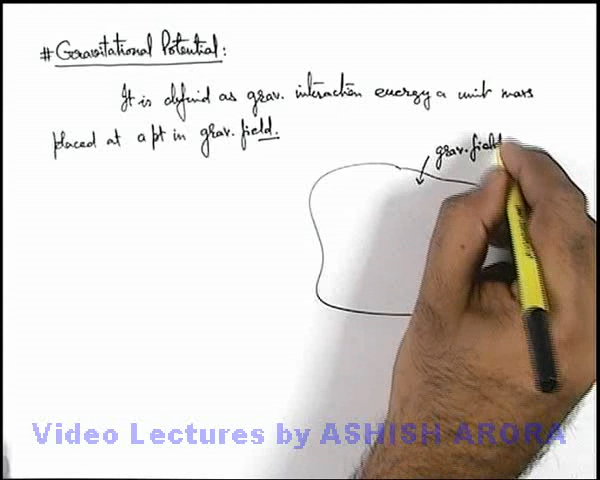 # Gravitational Potential:
It is defind as grav. interaction energy a unit mass
placed at a pt in grav. field.
grav. field
Video Lectures by ASHISH ARORA